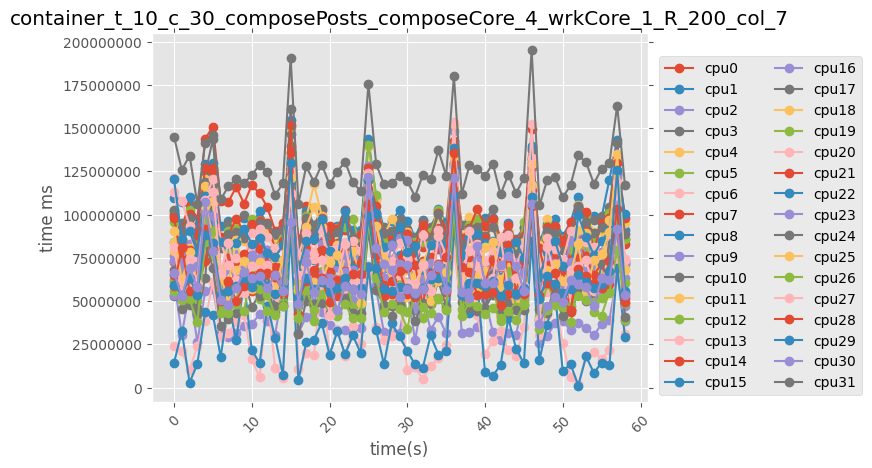 container_t_10_c_30_composePosts_composeCore_4_wrkCore_1_R_200_col_7
time ms
200000000
175000000
150000000
125000000
100000000
75000000
50000000
25000000
0
0
10
20
30
40
50
60
time(s)
cpu0
cpu1
cpu2
cpu3
cpu4
cpu5
cpu6
cpu7
cpu8
cpu9
cpu10
cpu11
cpu12
cpu13
cpu14
cpu15
cpu16
cpu17
cpu18
cpu19
cpu20
cpu21
cpu22
cpu23
cpu24
cpu25
cpu26
cpu27
cpu28
cpu29
cpu30
cpu31